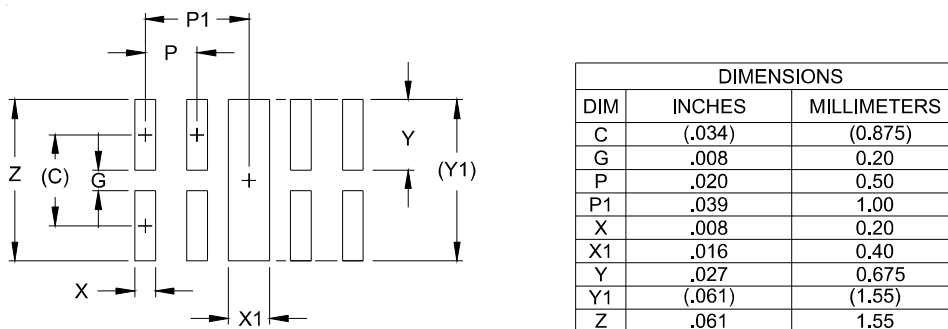 P1
P
Z
(C)
G
Y
(Y1)
X
X1
DIMENSIONS
DIM INCHES MILLIMETERS
C (.034) (0.875)
G .008 0.20
P .020 0.50
P1 .039 1.00
X .008 0.20
X1 .016 0.40
Y .027 0.675
Y1 (.061) (1.55)
Z .061 1.55